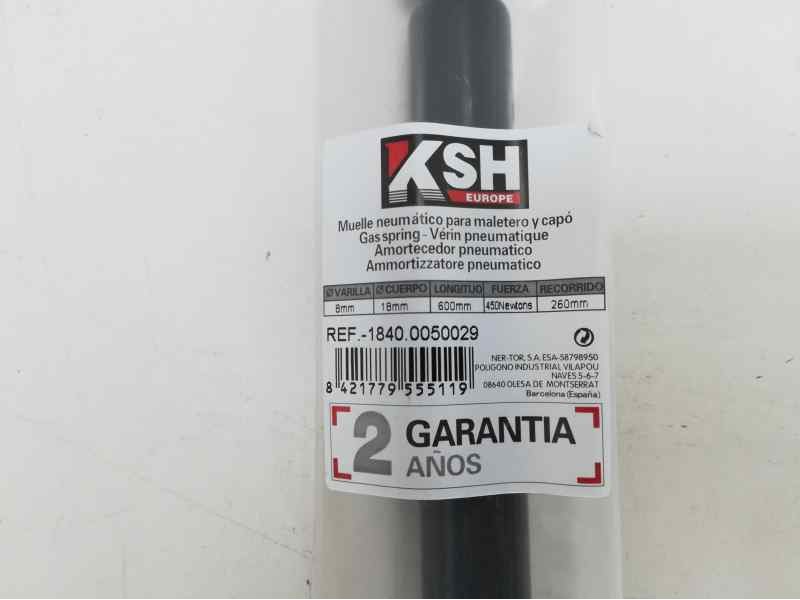 KSH
EUROPE
Muelle neumático para maletero y capó
Gas spring - Vérin pneumatique
Amortecedor pneumatico
Ammortizzatore pneumatico
Ø VARILLA Ø CUERPO LONGITUD FUERZA RECORRIDO
8mm 18mm 600mm 450Newtons 260mm
REF.-1840.0050029
NER-TOR, S.A. ESA-58798950
POLIGONO INDUSTRIAL VILAPOU
NAVES 5-6-7
08640 OLESA DE MONTSERRAT
Barcelona (España)
8 421779 555119
2 GARANTIA
AÑOS